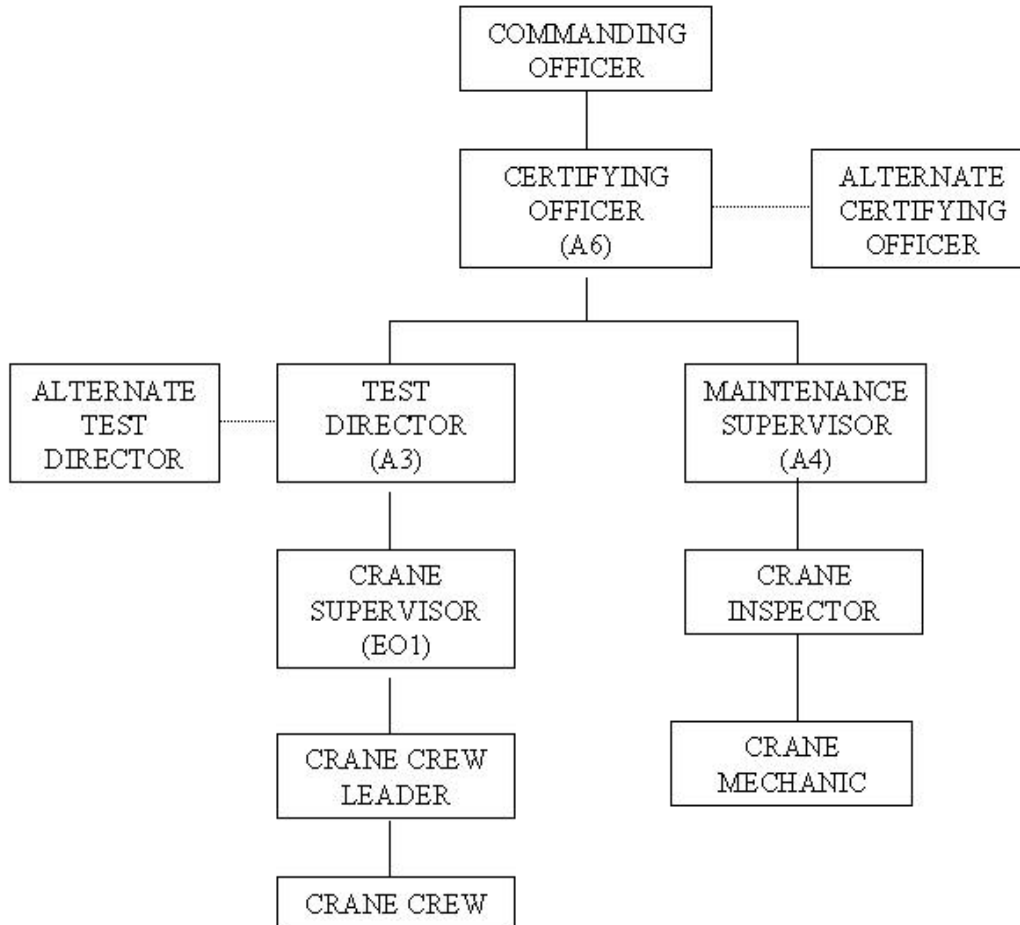 COMMANDING
OFFICER
CERTIFYING
OFFICER
(A6)
ALTERNATE
CERTIFYING
OFFICER
ALTERNATE
TEST
DIRECTOR
TEST
DIRECTOR
(A3)
MAINTENANCE
SUPERVISOR
(A4)
CRANE
SUPERVISOR
(EO1)
CRANE
INSPECTOR
CRANE CREW
LEADER
CRANE
MECHANIC
CRANE CREW